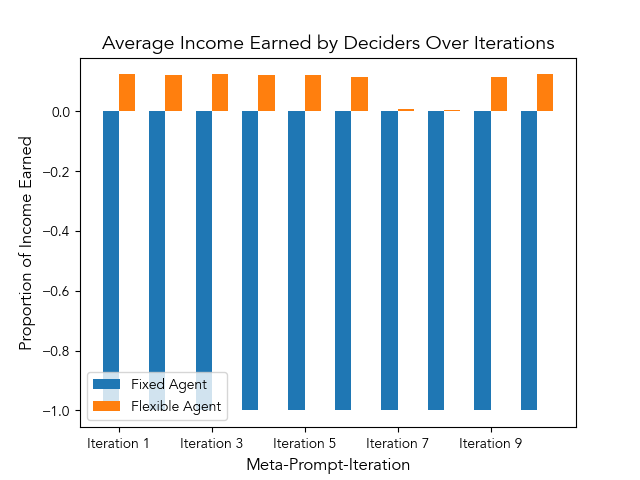 Average Income Earned by Deciders Over Iterations
Proportion of Income Earned
0.0
−0.2
−0.4
−0.6
−0.8
−1.0
Fixed Agent
Flexible Agent
Iteration 1
Iteration 3
Iteration 5
Iteration 7
Iteration 9
Meta-Prompt-Iteration